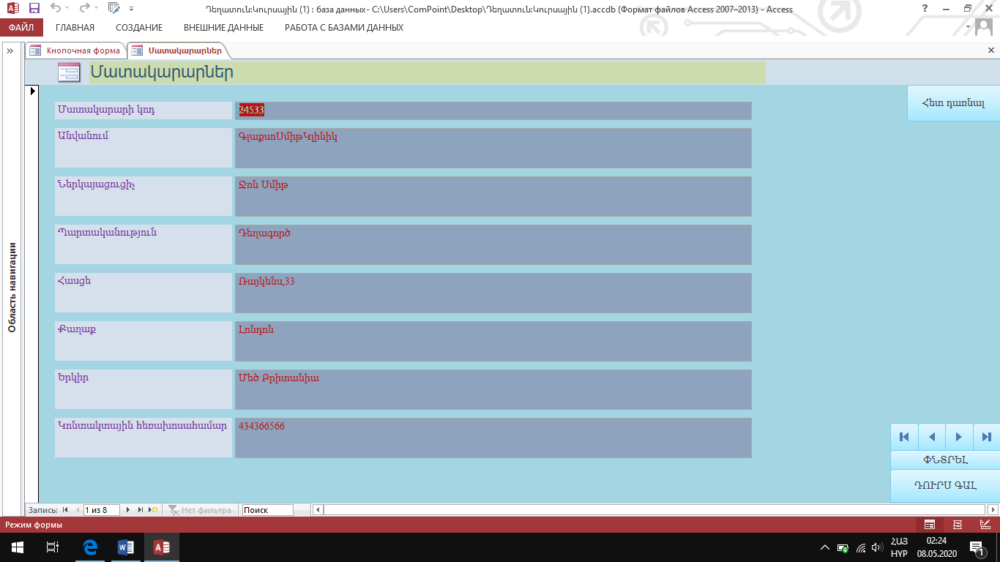 Դեղատուն:Կուրսային (1) : база данных- C:\Users\ComPoint\Desktop\Դեղատուն:Կուրսային (1).accdb (Формат файлов Access 2007–2013) - Access
ФАЙЛ ГЛАВНАЯ СОЗДАНИЕ ВНЕШНИЕ ДАННЫЕ РАБОТА С БАЗАМИ ДАННЫХ
Кнопочная форма Մատակարարներ
Մատակարարներ
Հետ դառնալ
Մատակարարի կոդ 24533
Անվանում ԳլաքսոՍմիթԿլինիկ
Ներկայացուցիչ Ջոն Սմիթ
Պարտականություն Դեղագործ
Հասցե Ռայկենս,33
Քաղաք Լոնդոն
Երկիր Մեծ Բրիտանիա
Կոնտակտային հեռախոսահամար 434366566
ՓՆՏՐԵԼ
ԴՈՒՐՍ ԳԱԼ
Область навигации
Запись: 1 из 8 Нет фильтра Поиск
Режим формы
ՀԱՅ 02:24
HYP 08.05.2020
1